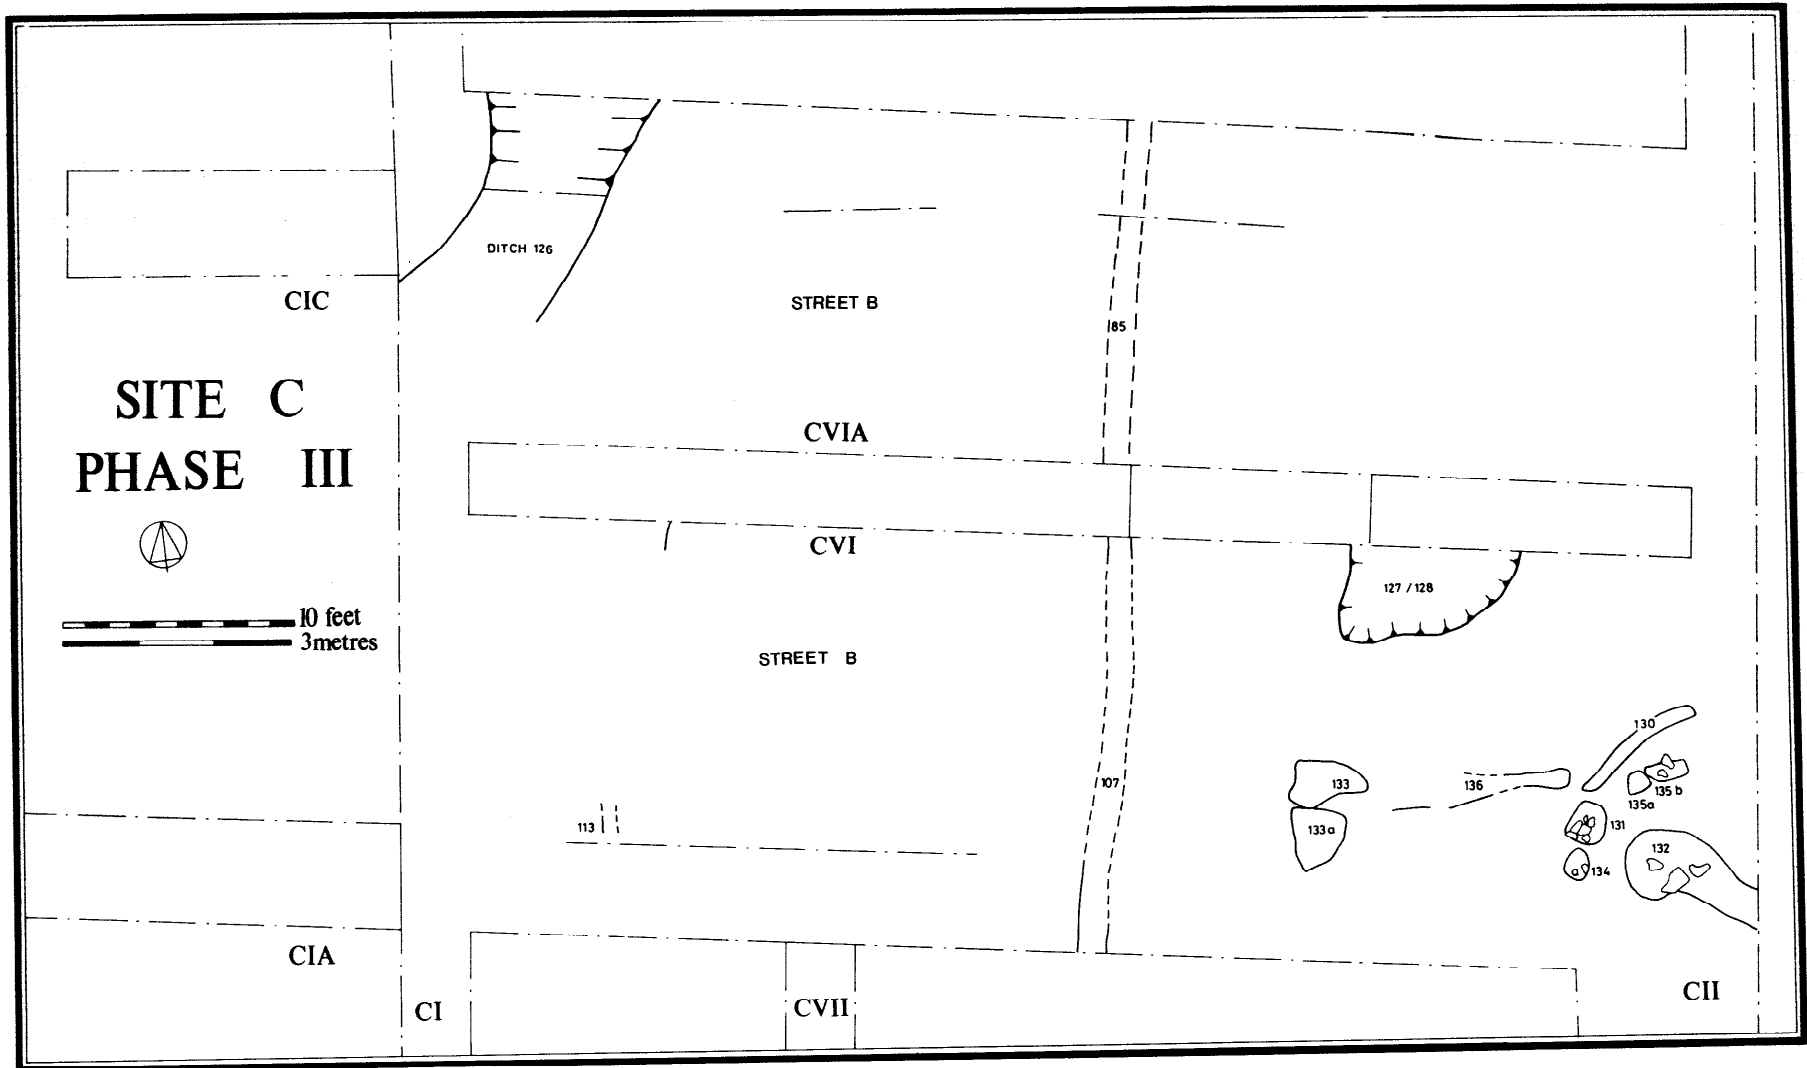 DITCH 126
CIC
STREET B
85
SITE C
PHASE III
CVIA
CVI
127 / 128
10 feet
3metres
STREET B
130
133
136
135a
135 b
107
113
133a
131
132
a
134
CIA
CI
CVII
CII